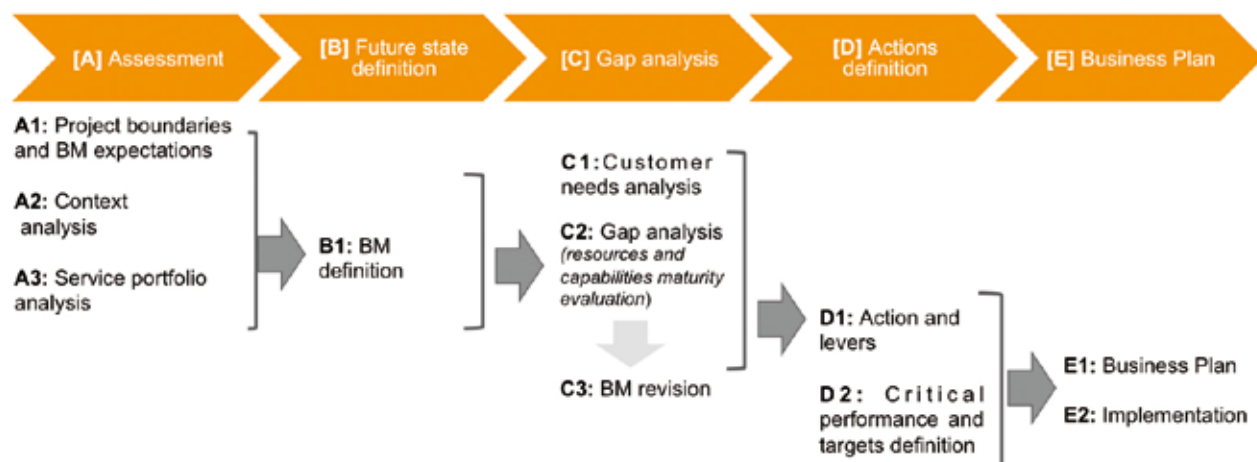 [A] Assessment
[B] Future state
definition
[C] Gap analysis
[D] Actions
definition
[E] Business Plan
A1: Project boundaries
and BM expectations
A2: Context
analysis
A3: Service portfolio
analysis
B1: BM
definition
C1:Customer
needs analysis
C2: Gap analysis
(resources and
capabilities maturity
evaluation)
C3: BM revision
D1: Action and
levers
D2: Critical
performance and
targets definition
E1: Business Plan
E2: Implementation